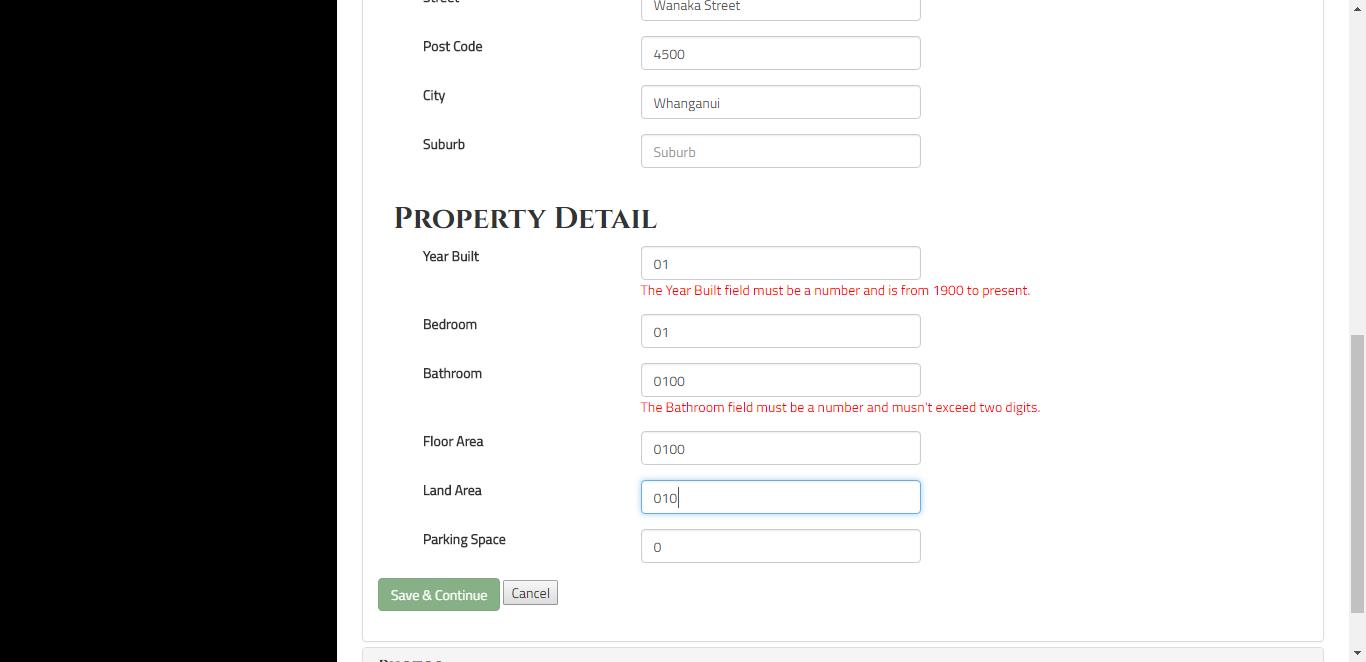 Street Wanaka Street
Post Code 4500
City Whanganui
Suburb Suburb
Property Detail
Year Built 01
The Year Built field must be a number and is from 1900 to present.
Bedroom 01
Bathroom 0100
The Bathroom field must be a number and musn't exceed two digits.
Floor Area 0100
Land Area 010
Parking Space 0
Save & Continue Cancel